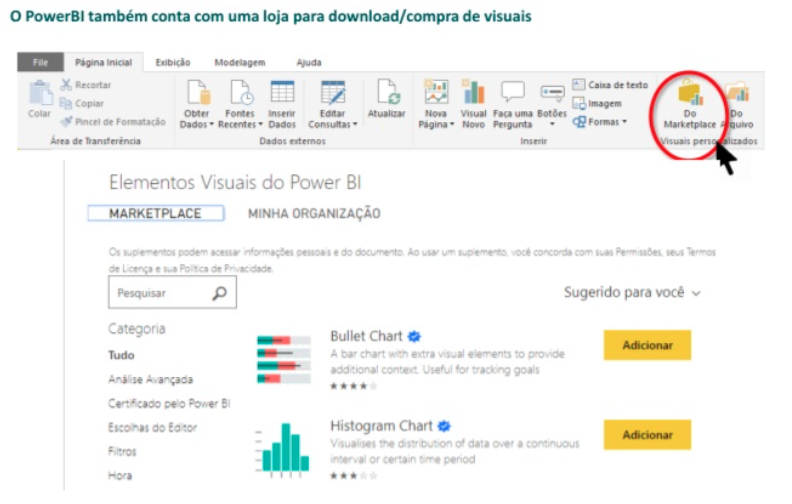 O PowerBI também conta com uma loja para download/compra de visuais
File Página Inicial Exibição Modelagem Ajuda
Colar
Recortar
Copiar
Pincel de Formatação
Área de Transferência
Obter Dados
Fontes Recentes
Inserir Dados
Editar Consultas
Atualizar
Dados externos
Nova Página
Visual Novo
Faça uma Pergunta
Botões
Caixa de texto
Imagem
Formas
Inserir
Do Marketplace
Do Arquivo
Visuais personalizados
Elementos Visuais do Power BI
MARKETPLACE MINHA ORGANIZAÇÃO
Os suplementos podem acessar informações pessoais e do documento. Ao usar um suplemento, você concorda com suas Permissões, seus Termos
de Licença e sua Política de Privacidade.
Pesquisar
Sugerido para você
Categoria
Tudo
Análise Avançada
Certificado pelo Power BI
Escolhas do Editor
Filtros
Hora
Bullet Chart
A bar chart with extra visual elements to provide
additional context. Useful for tracking goals
Adicionar
Histogram Chart
Visualises the distribution of data over a continuous
interval or certain time period
Adicionar